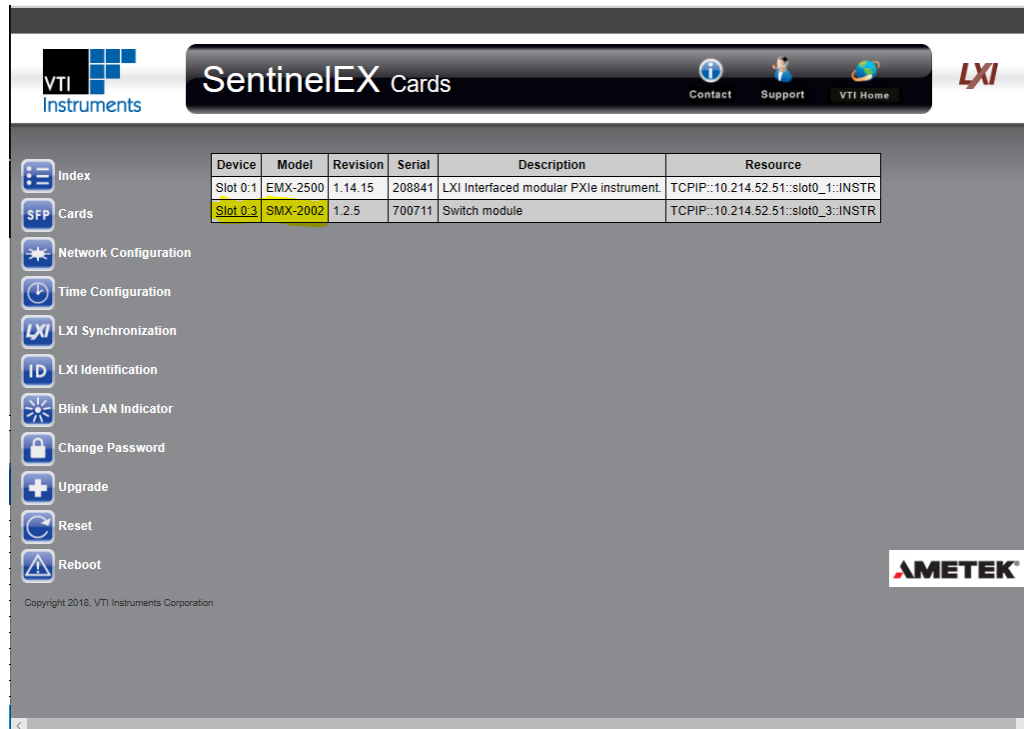 VTI
Instruments
SentinelEX Cards
Contact
Support
VTI Home
LXI
Index
SFP Cards
Network Configuration
Time Configuration
LXI LXI Synchronization
ID LXI Identification
Blink LAN Indicator
Change Password
Upgrade
Reset
Reboot
Device Model Revision Serial Description Resource
Slot 0:1 EMX-2500 1.14.15 208841 LXI Interfaced modular PXIe instrument. TCPIP::10.214.52.51::slot0_1::INSTR
Slot 0:3 SMX-2002 1.2.5 700711 Switch module TCPIP::10.214.52.51::slot0_3::INSTR
AMETEK®
Copyright 2018, VTI Instruments Corporation